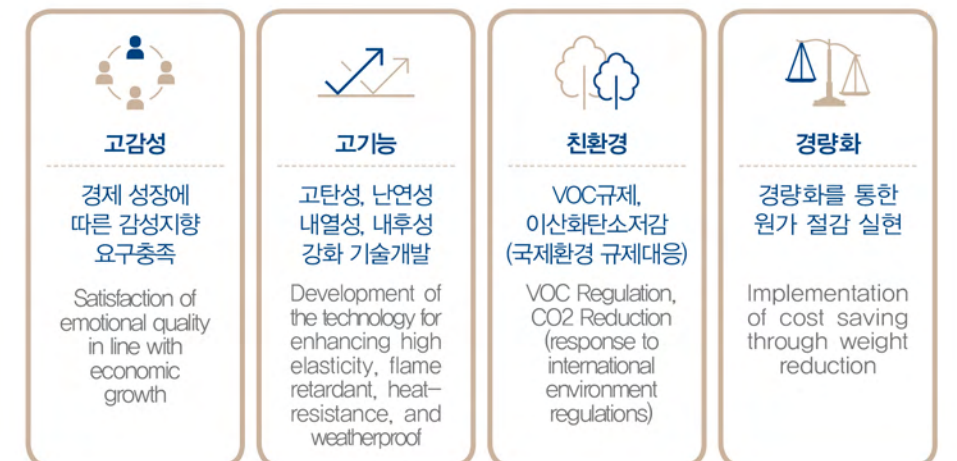 고감성
경제 성장에
따른 감성지향
요구충족
Satisfaction of
emotional quality
in line with
economic
growth
고기능
고탄성, 난연성
내열성, 내후성
강화 기술개발
Development of
the technology for
enhancing high
elasticity, flame
retardant, heat-
resistance, and
weatherproof
친환경
VOC규제,
이산화탄소저감
(국제환경 규제대응)
VOC Regulation,
CO2 Reduction
(response to
international
environment
regulations)
경량화
경량화를 통한
원가 절감 실현
Implementation
of cost saving
through weight
reduction